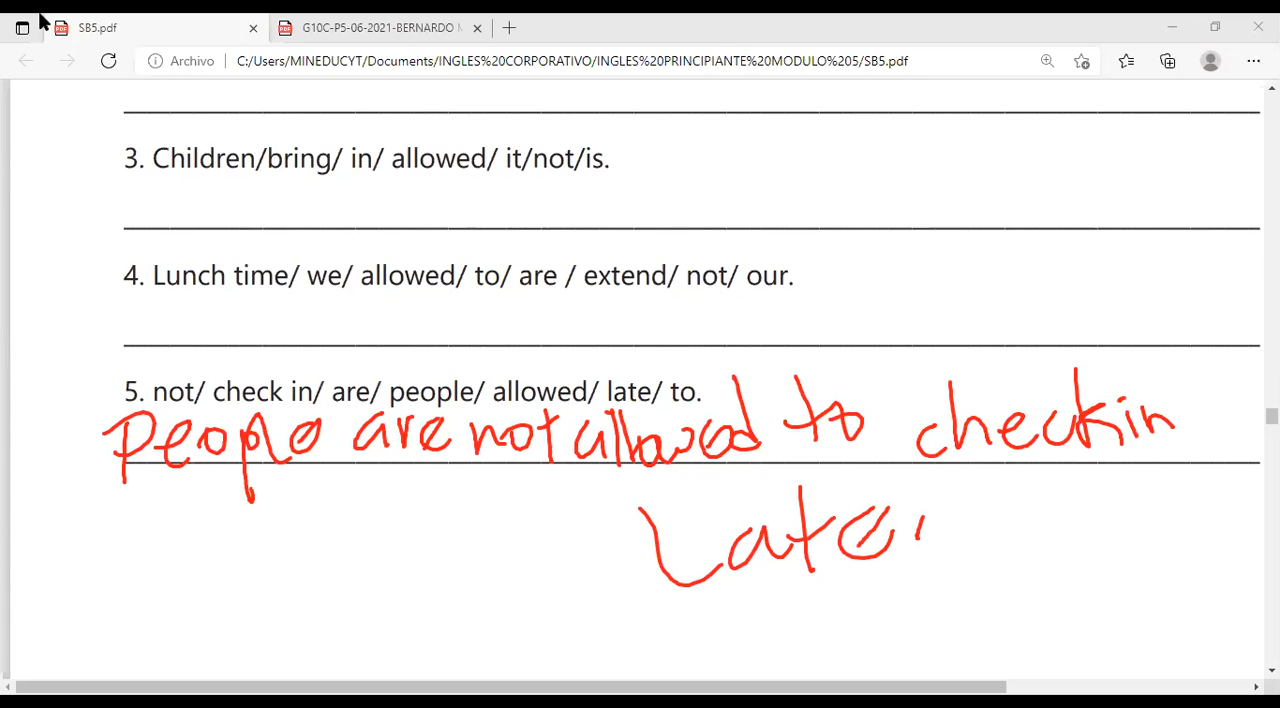 SB5.pdf
G10C-P5-06-2021-BERNARDO M
Archivo
C:/Users/MINEDUCYT/Documents/INGLES%20CORPORATIVO/INGLES%20PRINCIPIANTE%20MODULO%205/SB5.pdf
3. Children/bring/ in/ allowed/ it/not/is.
4. Lunch time/ we/ allowed/ to/ are / extend/ not/ our.
5. not/ check in/ are/ people/ allowed/ late/ to.
People are not allowed to checkin
Late.